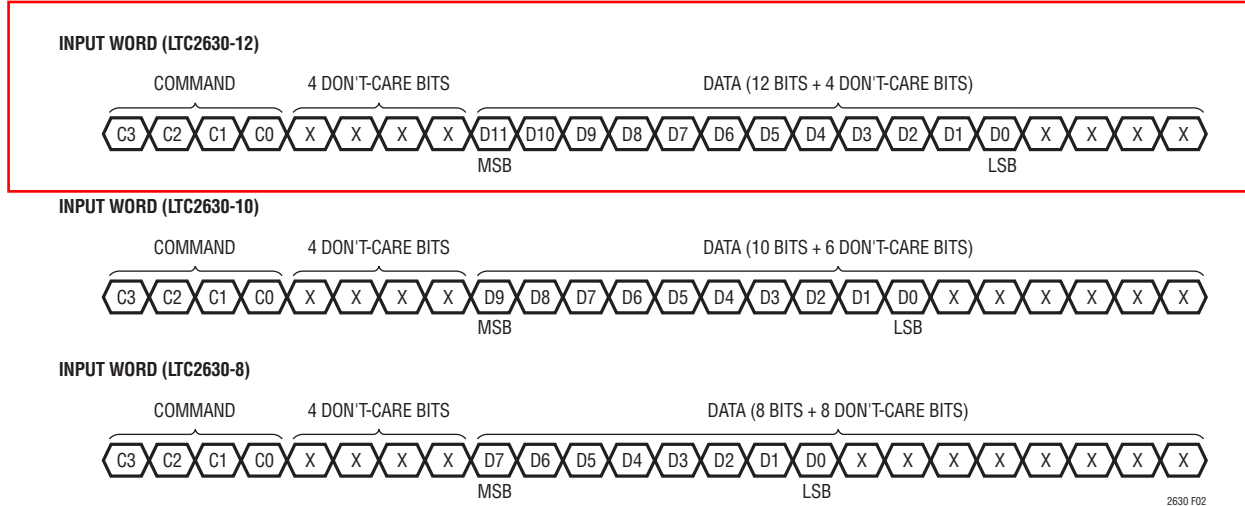 INPUT WORD (LTC2630-12)
COMMAND 4 DON'T-CARE BITS DATA (12 BITS + 4 DON'T-CARE BITS)
C3 C2 C1 C0 X X X X D11 D10 D9 D8 D7 D6 D5 D4 D3 D2 D1 D0 X X X X
MSB LSB
INPUT WORD (LTC2630-10)
COMMAND 4 DON'T-CARE BITS DATA (10 BITS + 6 DON'T-CARE BITS)
C3 C2 C1 C0 X X X X D9 D8 D7 D6 D5 D4 D3 D2 D1 D0 X X X X X X
MSB LSB
INPUT WORD (LTC2630-8)
COMMAND 4 DON'T-CARE BITS DATA (8 BITS + 8 DON'T-CARE BITS)
C3 C2 C1 C0 X X X X D7 D6 D5 D4 D3 D2 D1 D0 X X X X X X X X
MSB LSB
2630 F02